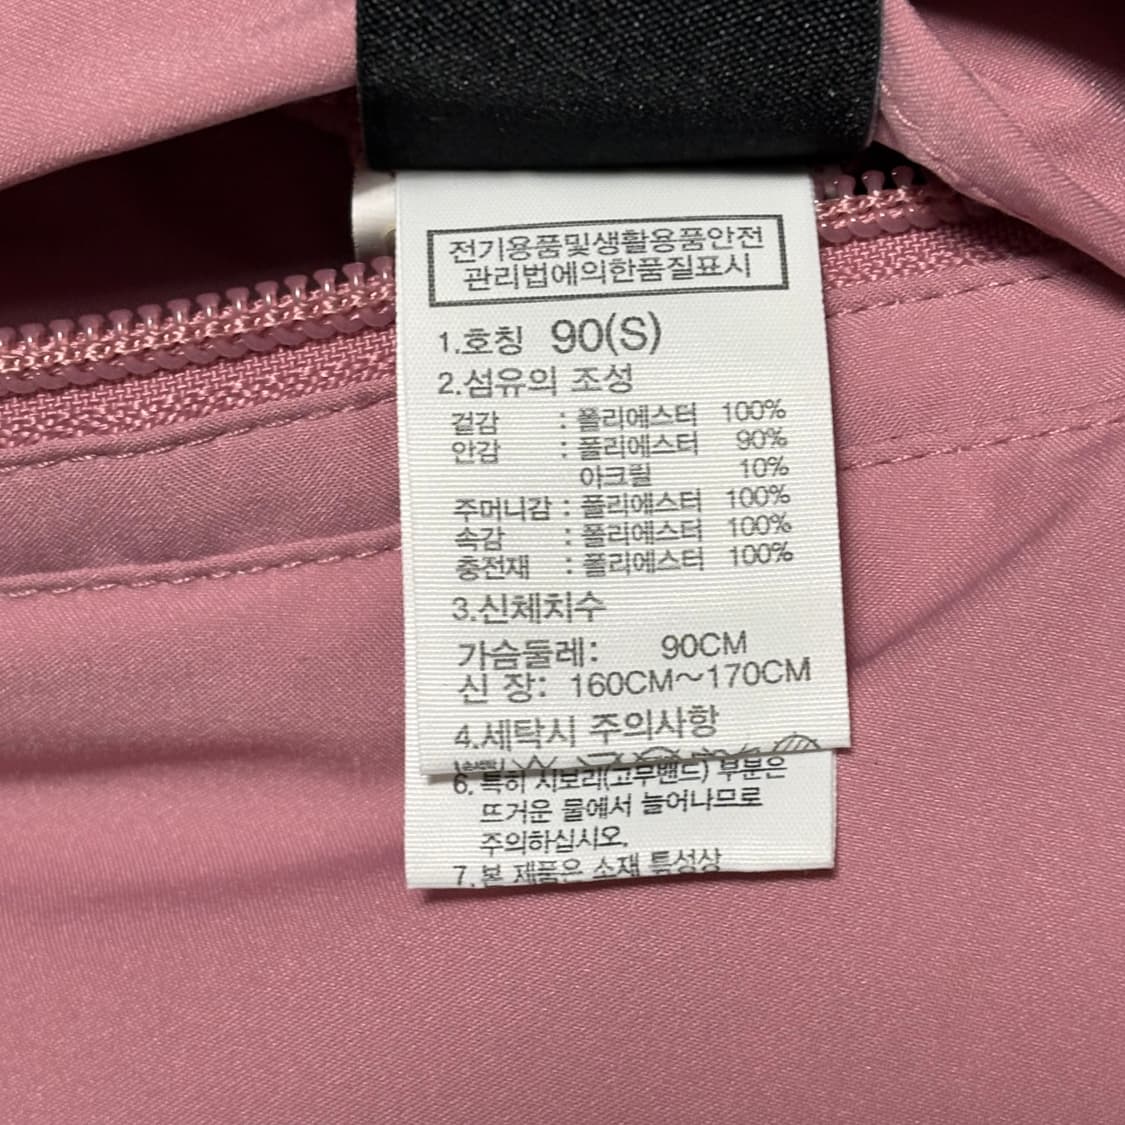 전기용품및생활용품안전
관리법에의한품질표시
1.호칭 90(S)
2.섬유의 조성
겉감 : 폴리에스터 100%
안감 : 폴리에스터 90%
아크릴 10%
주머니감 : 폴리에스터 100%
속감 : 폴리에스터 100%
충전재 : 폴리에스터 100%
3.신체치수
가슴둘레: 90CM
신 장: 160CM~170CM
4.세탁시 주의사항
6.특히 시보리(고무밴드) 부분은
뜨거운 물에서 늘어나므로
주의하십시오.
7.본 제품은 소재 특성상